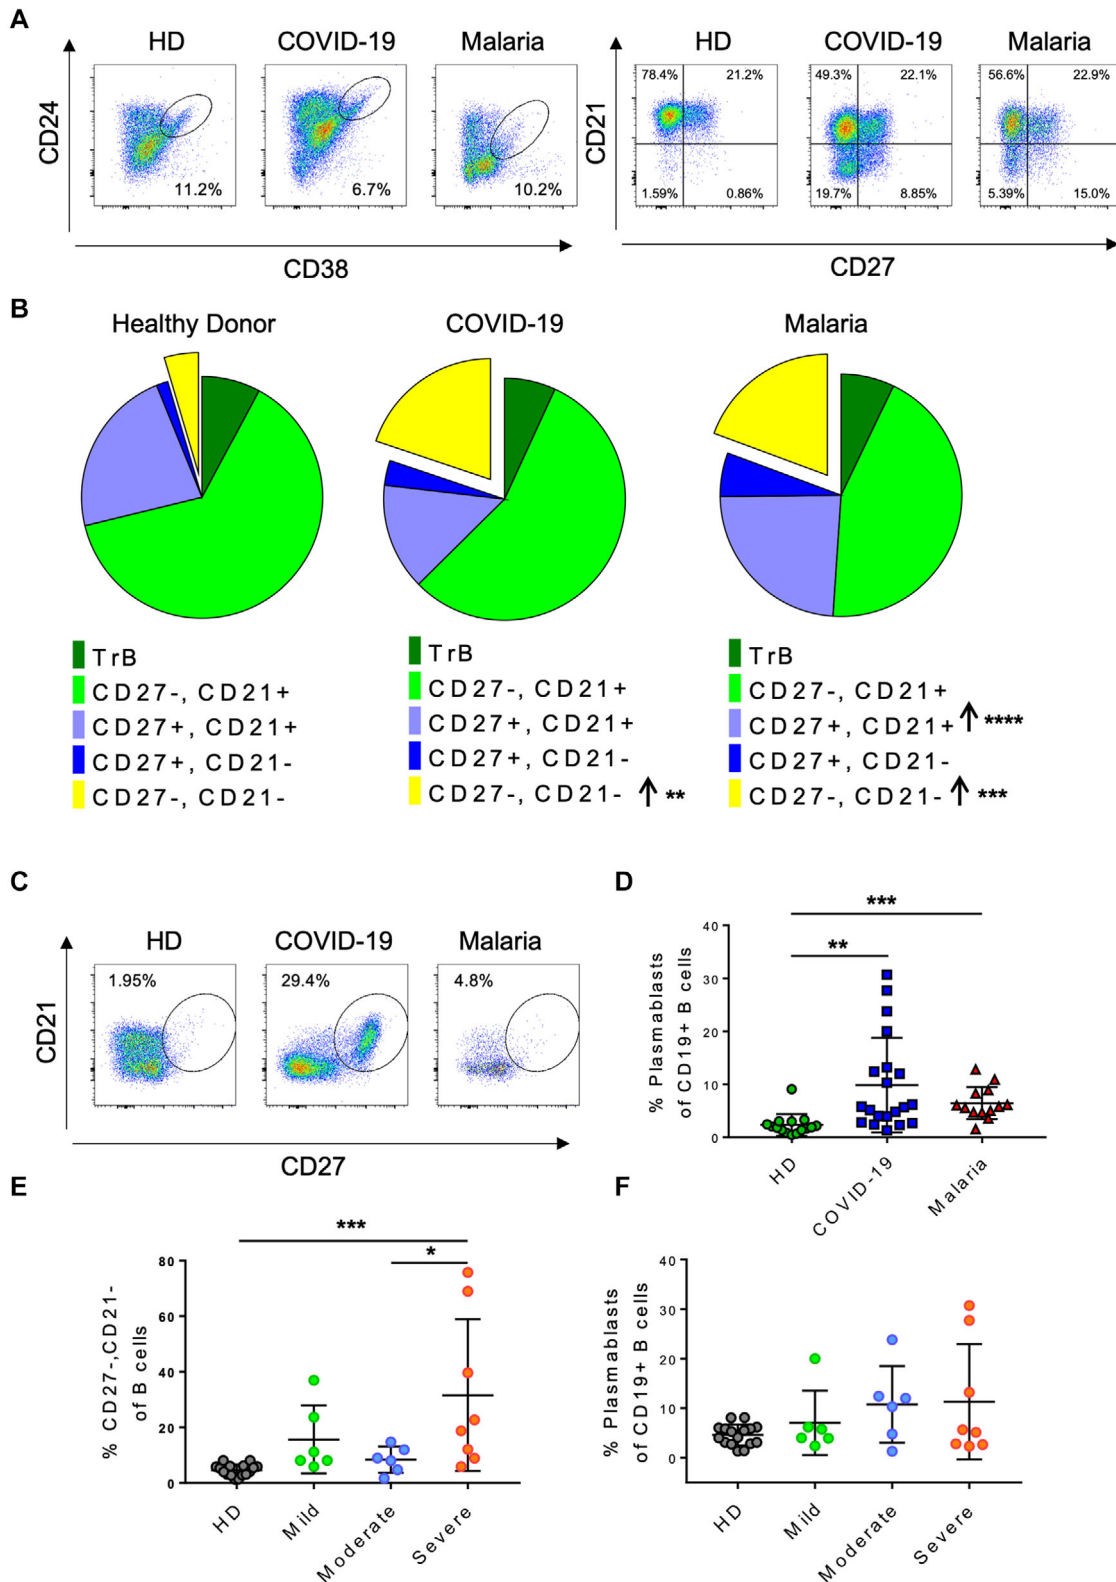 A
HD COVID-19 Malaria
CD24
11.2% 6.7% 10.2%
CD38
HD COVID-19 Malaria
CD21
78.4% 21.2% 49.3% 22.1% 56.6% 22.9%
1.59% 0.86% 19.7% 8.85% 5.39% 15.0%
CD27
B
Healthy Donor COVID-19 Malaria
TrB
CD27-, CD21+
CD27+, CD21+
CD27+, CD21-
CD27-, CD21-
TrB
CD27-, CD21+
CD27+, CD21+
CD27+, CD21-
CD27-, CD21- ↑ **
TrB
CD27-, CD21+
CD27+, CD21+ ↑ ****
CD27+, CD21-
CD27-, CD21- ↑ ***
C
HD COVID-19 Malaria
CD21
1.95% 29.4% 4.8%
CD27
D
% Plasmablasts
of CD19+ B cells
40
30
20
10
0
***
**
HD COVID-19 Malaria
E
% CD27-,CD21-
of B cells
80
60
40
20
0
***
*
HD Mild Moderate Severe
F
% Plasmablasts
of CD19+ B cells
40
30
20
10
0
HD Mild Moderate Severe